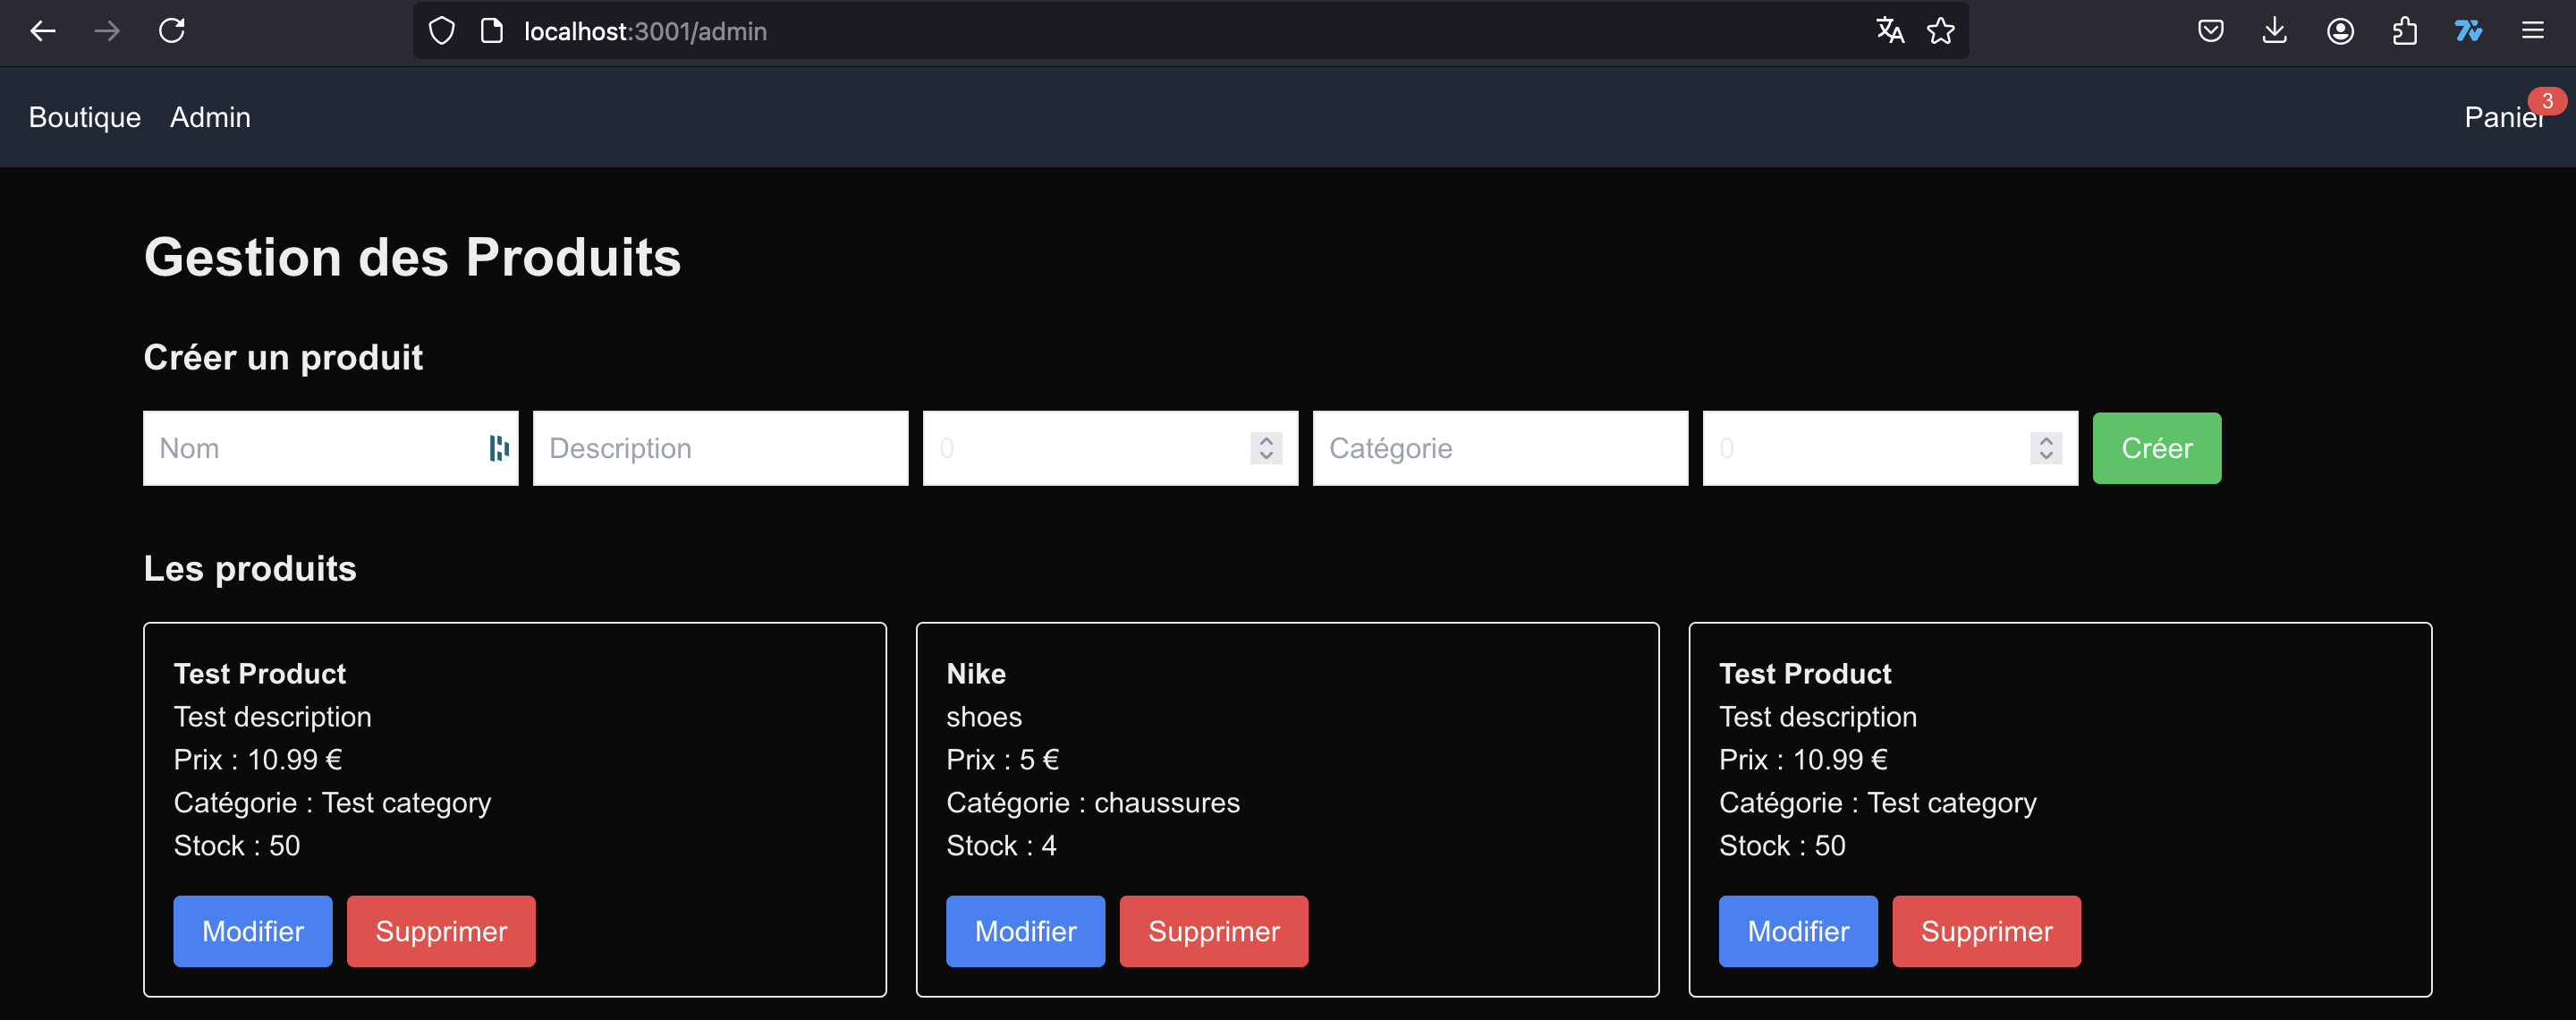 localhost:3001/admin
Boutique Admin Panier 3
Gestion des Produits
Créer un produit
Nom Description 0 Catégorie 0 Créer
Les produits
Test Product
Test description
Prix : 10.99 €
Catégorie : Test category
Stock : 50
Modifier Supprimer
Nike
shoes
Prix : 5 €
Catégorie : chaussures
Stock : 4
Modifier Supprimer
Test Product
Test description
Prix : 10.99 €
Catégorie : Test category
Stock : 50
Modifier Supprimer